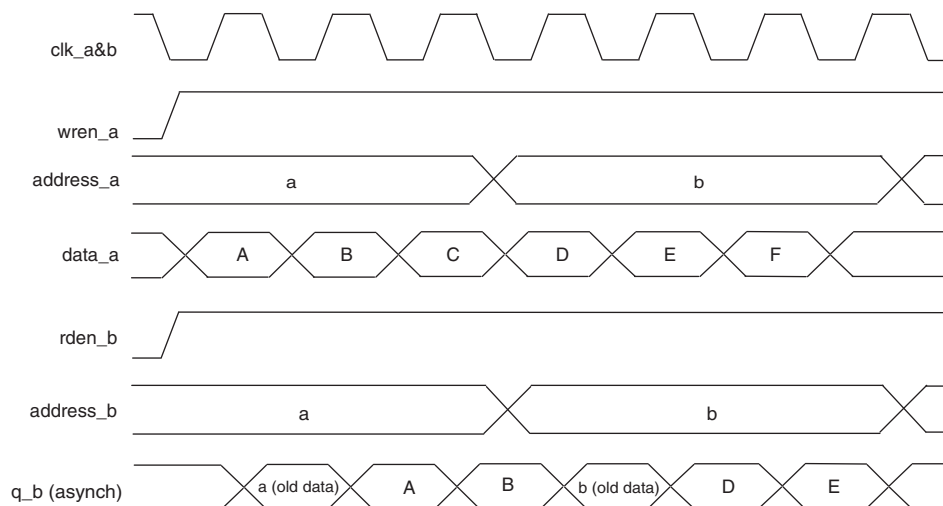 clk_a&b
wren_a
address_a a b
data_a A B C D E F
rden_b
address_b a b
q_b (asynch) a (old data) A B b (old data) D E